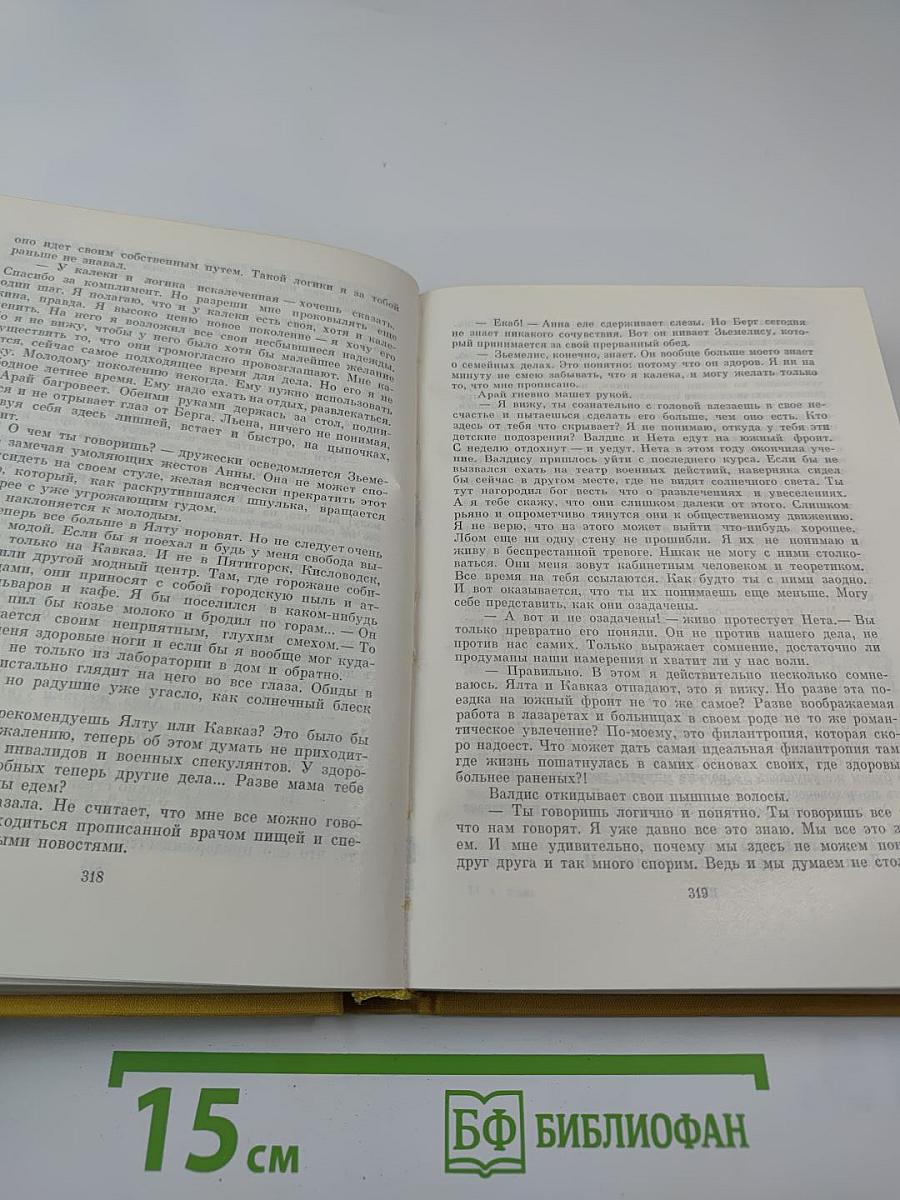 оно идет своим собственным путем. Такой логики я за тобой
раньше не знавал.
— У калеки и логика искалеченная — хочешь сказать.
Спасибо за комплимент. Но разреши мне проковылять еще
один шаг. Я полагаю, что и у калеки есть своя, хотя и кале-
правда. Я высоко ценю новое поколение — я хочу его
На него я возложил все свои несбывшиеся надежды.
я не вижу, чтобы у него было хотя бы малейшее желание
то, что они громогласно провозглашают. Мне ка-
сейчас самое подходящее время для дела. Но его я не
Молодому поколению некогда. Ему нужно использовать
летнее время. Ему надо ехать на отдых, развлекаться.
Арай багровеет. Обеими руками держась за стол, подни-
и не отрывает глаз от Берга. Льена, ничего не понимая,
себя здесь лишней, встает и быстро, на цыпочках,
О чем ты говоришь? — дружески осведомляется Зьеме-
замечая умоляющих жестов Анны. Она не может спо-
сидеть на своем стуле, желая всячески прекратить этот
который, как раскрутившаяся шпулька, вращается
с уже угрожающим гудом.
наклоняется к молодым.
все больше в Ялту норовят. Но не следует очень
модой. Если бы я поехал и будь у меня свобода вы-
только на Кавказ. И не в Пятигорск, Кисловодск,
или другой модный центр. Там, где горожане соби-
они приносят с собой городскую пыль и ат-
и кафе. Я бы поселился в каком-нибудь
пил бы козье молоко и бродил по горам... — Он
своим неприятным, глухим смехом. — То
здоровые ноги и если бы я вообще мог куда-
не только из лаборатории в дом и обратно.
глядит на него во все глаза. Обиды в
но радушие уже угасло, как солнечный блеск
рекомендуешь Ялту или Кавказ? Это было бы
теперь об этом думать не приходит-
инвалидов и военных спекулянтов. У здоро-
теперь другие дела... Разве мама тебе
едем?
Не считает, что мне все можно гово-
прописанной врачом пищей и спе-
новостями.
318
— Екаб! — Анна еле сдерживает слезы. Но Берг сегодня
не знает никакого сочувствия. Вот он кивает Зьемелису, кото-
рый принимается за свой прерванный обед.
— Зьемелис, конечно, знает. Он вообще больше моего знает
о семейных делах. Это понятно: потому что он здоров. Я ни на
минуту не смею забывать, что я калека, и могу желать только
то, что мне прописано.
Арай гневно машет рукой.
— Я вижу, ты сознательно с головой влезаешь в свое не-
счастье и пытаешься сделать его больше, чем оно есть. Кто
здесь от тебя что скрывает? Я не понимаю, откуда у тебя эти
детские подозрения? Валдис и Нета едут на южный фронт.
С неделю отдохнут — и уедут. Нета в этом году окончила уче-
ние. Валдису пришлось уйти с последнего курса. Если бы не
вызвался ехать на театр военных действий, наверняка сидел
бы сейчас в другом месте, где не видят солнечного света. Ты
тут нагородил бог весть что о развлечениях и увеселениях.
А я тебе скажу, что они слишком далеки от этого. Слишком
рьяно и опрометчиво тянутся они к общественному движению.
Я не верю, что из этого может выйти что-нибудь хорошее.
Лбом еще ни одну стену не прошибли. Я их не понимаю и
живу в беспрестанной тревоге. Никак не могу с ними столко-
ваться. Они меня зовут кабинетным человеком и теоретиком.
Все время на тебя ссылаются. Как будто ты с ними заодно.
И вот оказывается, что ты их понимаешь еще меньше. Могу
себе представить, как они озадачены.
— А вот и не озадачены! — живо протестует Нета. — Вы
только превратно его поняли. Он не против нашего дела, не
против нас самих. Только выражает сомнение, достаточно ли
продуманы наши намерения и хватит ли у нас воли.
— Правильно. В этом я действительно несколько сомне-
ваюсь. Ялта и Кавказ отпадают, это я вижу. Но разве эта по-
ездка на южный фронт не то же самое? Разве воображаемая
работа в лазаретах и больницах в своем роде не то же роман-
тическое увлечение? По-моему, это филантропия, которая ско-
ро надоест. Что может дать самая идеальная филантропия там,
где жизнь пошатнулась в самих основах своих, где здоровы
больнее раненых?!
Валдис откидывает свои пышные волосы.
— Ты говоришь логично и понятно. Ты говоришь все
что нам говорят. Я уже давно все это знаю. Мы все это з
ем. И мне удивительно, почему мы здесь не можем пон
друг друга и так много спорим. Ведь и мы думаем не стол
319
15 см
БФ БИБЛИОФАН